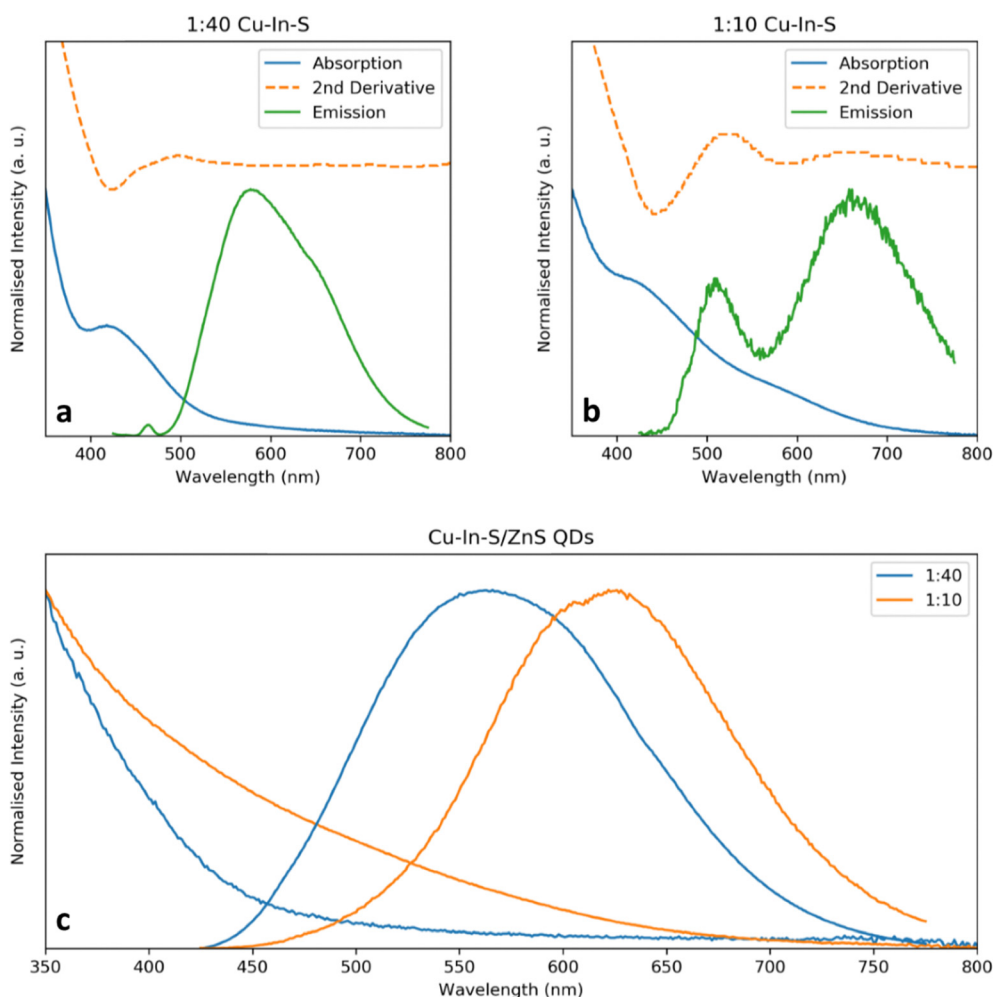 1:40 Cu-In-S
Absorption
2nd Derivative
Emission
Normalised Intensity (a. u.)
a
400 500 600 700 800
Wavelength (nm)
1:10 Cu-In-S
Absorption
2nd Derivative
Emission
Normalised Intensity (a. u.)
b
400 500 600 700 800
Wavelength (nm)
Cu-In-S/ZnS QDs
1:40
1:10
Normalised Intensity (a. u.)
c
350 400 450 500 550 600 650 700 750 800
Wavelength (nm)